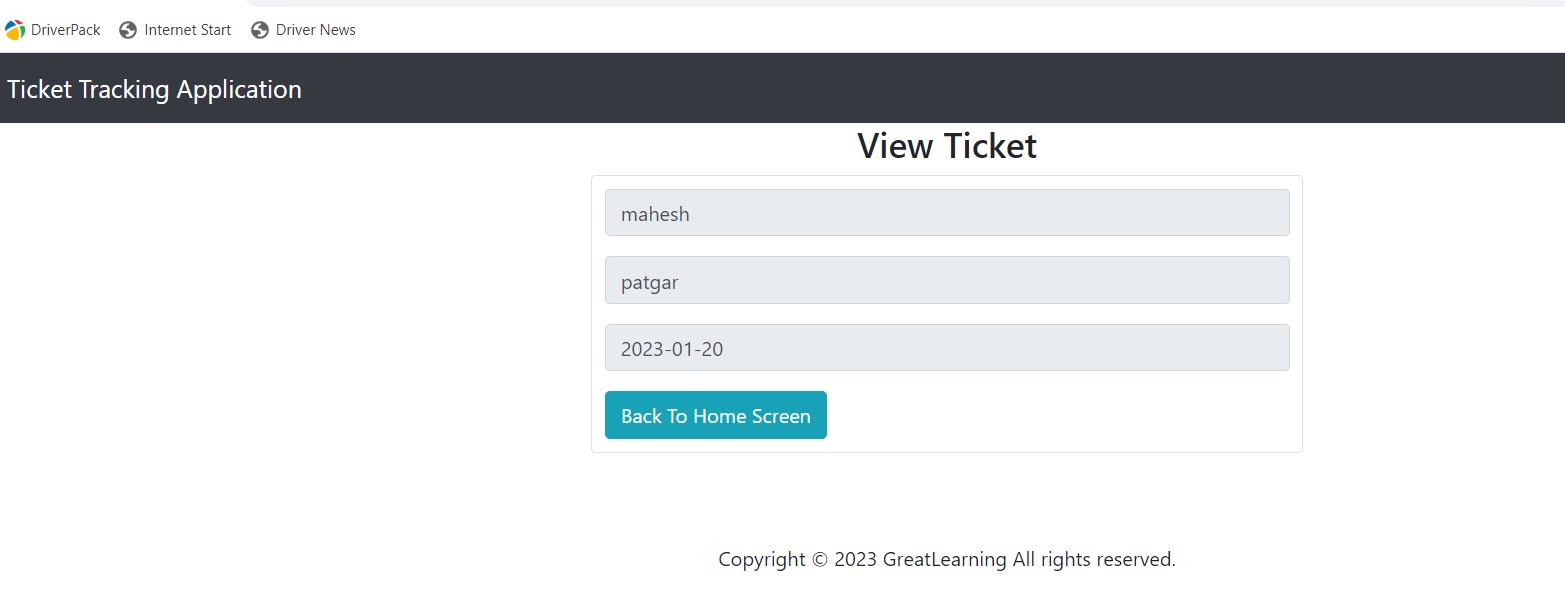 DriverPack Internet Start Driver News
Ticket Tracking Application
View Ticket
mahesh
patgar
2023-01-20
Back To Home Screen
Copyright © 2023 GreatLearning All rights reserved.